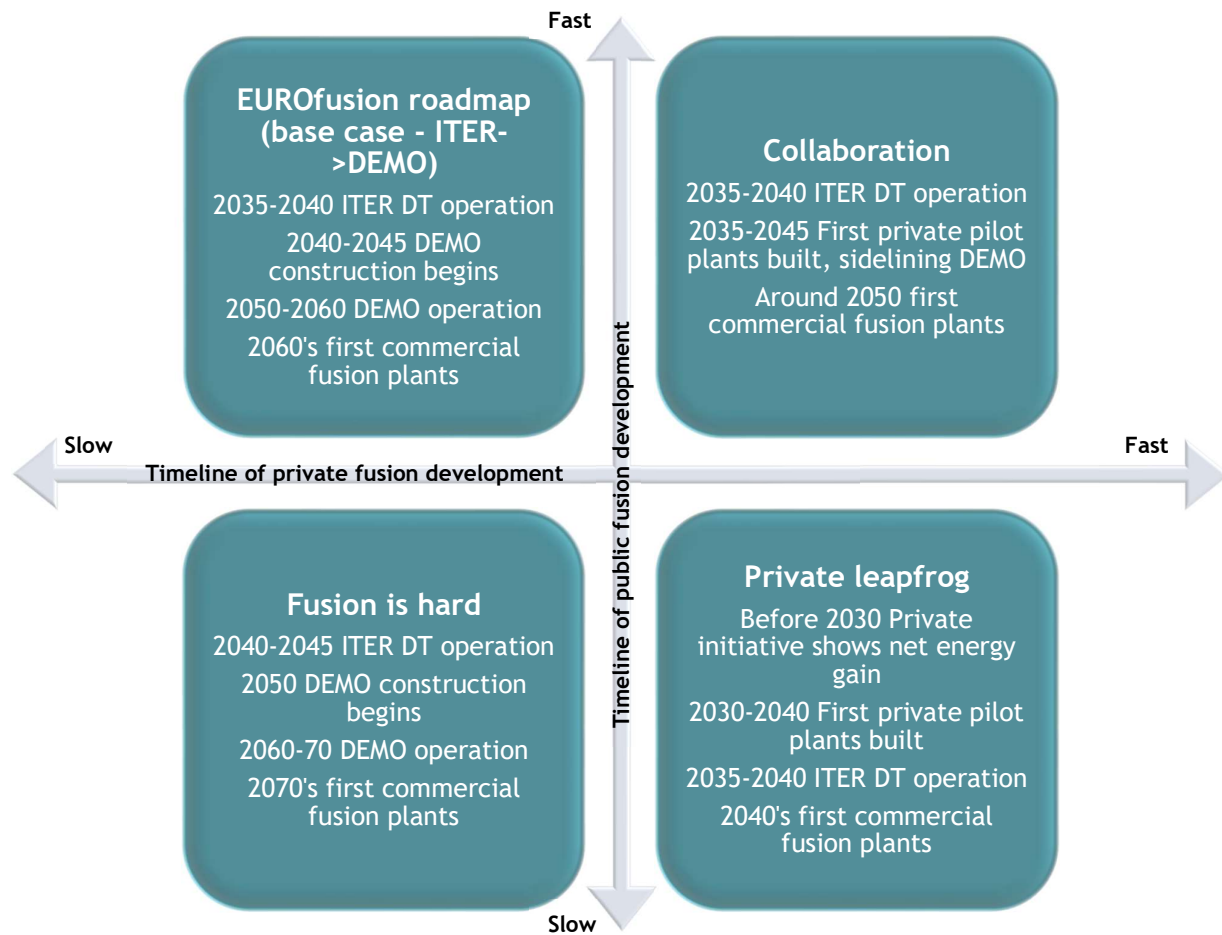 Fast
EUROfusion roadmap
(base case - ITER-
>DEMO)
2035-2040 ITER DT operation
2040-2045 DEMO
construction begins
2050-2060 DEMO operation
2060's first commercial
fusion plants
Collaboration
2035-2040 ITER DT operation
2035-2045 First private pilot
plants built, sidelining DEMO
Around 2050 first
commercial fusion plants
Slow
Timeline of private fusion development
Fast
Timeline of public fusion development
Fusion is hard
2040-2045 ITER DT operation
2050 DEMO construction
begins
2060-70 DEMO operation
2070's first commercial
fusion plants
Private leapfrog
Before 2030 Private
initiative shows net energy
gain
2030-2040 First private pilot
plants built
2035-2040 ITER DT operation
2040's first commercial
fusion plants
Slow